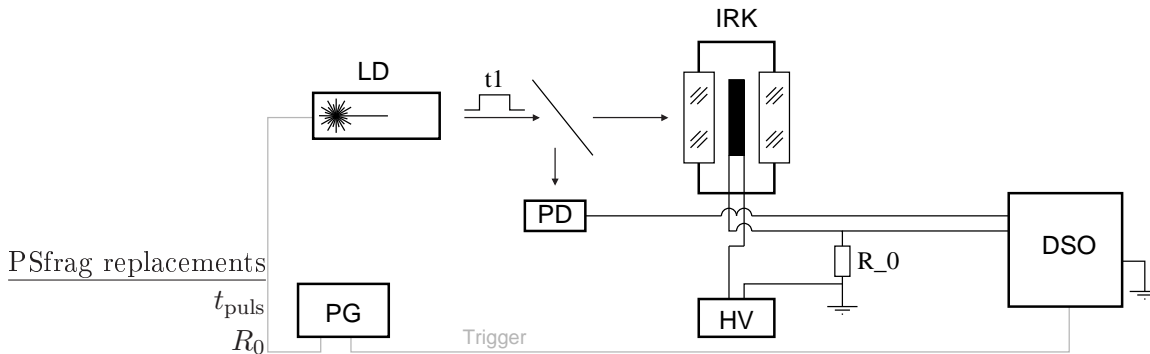 IRK
LD
t1
PD
DSO
PSfrag replacements
R_0
t_puls
PG
HV
R_0
Trigger